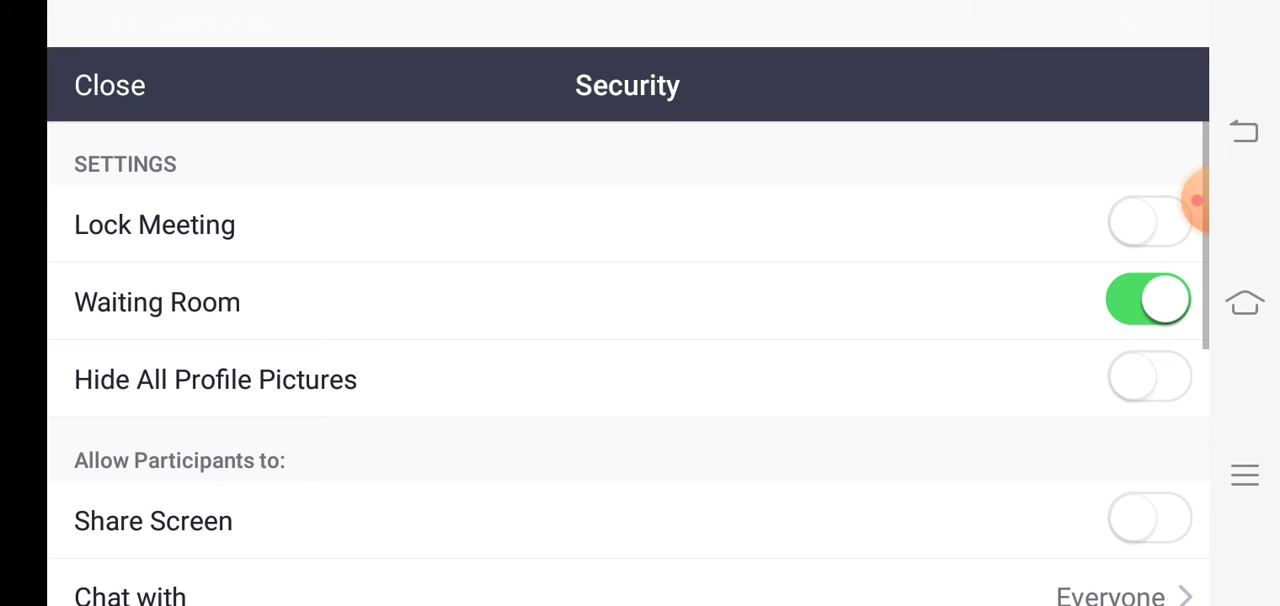 Close
Security
SETTINGS
Lock Meeting
Waiting Room
Hide All Profile Pictures
Allow Participants to:
Share Screen
Chat with
Everyone